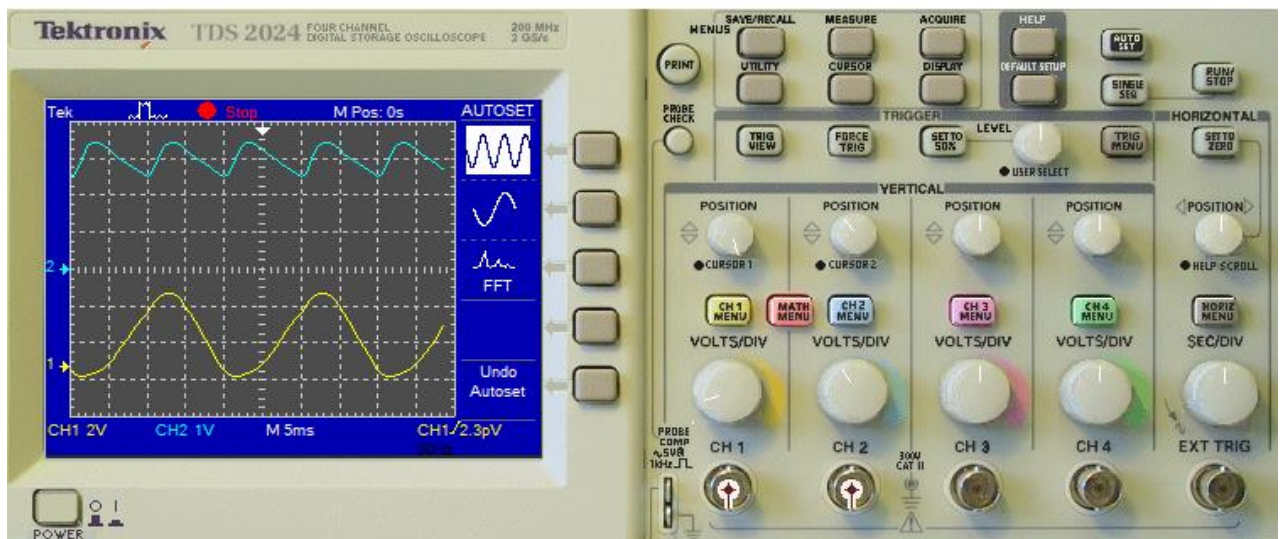 Tektronix TDS 2024 FOUR CHANNEL
DIGITAL STORAGE OSCILLOSCOPE
200 MHz
2 GS/s
Tek Stop M Pos: 0s AUTOSET
FFT
Undo
Autoset
2
1
CH1 2V CH2 1V M 5ms CH1 2.3pV
POWER
PRINT
PROBE
CHECK
MENUS
SAVE/RECALL MEASURE ACQUIRE
UTILITY CURSOR DISPLAY
HELP
DEFAULT SETUP
AUTO
SET
SINGLE
SEQ
RUN/
STOP
TRIGGER
TRIG
VIEW
FORCE
TRIG
SET TO
50%
LEVEL
USER SELECT
TRIG
MENU
HORIZONTAL
SET TO
ZERO
VERTICAL
POSITION POSITION POSITION POSITION POSITION
CURSOR 1 CURSOR 2 HELP SCROLL
CH 1
MENU
MATH
MENU
CH 2
MENU
CH 3
MENU
CH 4
MENU
HORIZ
MENU
VOLTS/DIV VOLTS/DIV VOLTS/DIV VOLTS/DIV SEC/DIV
PROBE
COMP
~5V@
1kHz
CH 1 CH 2 CH 3 CH 4 EXT TRIG
300V
CAT II